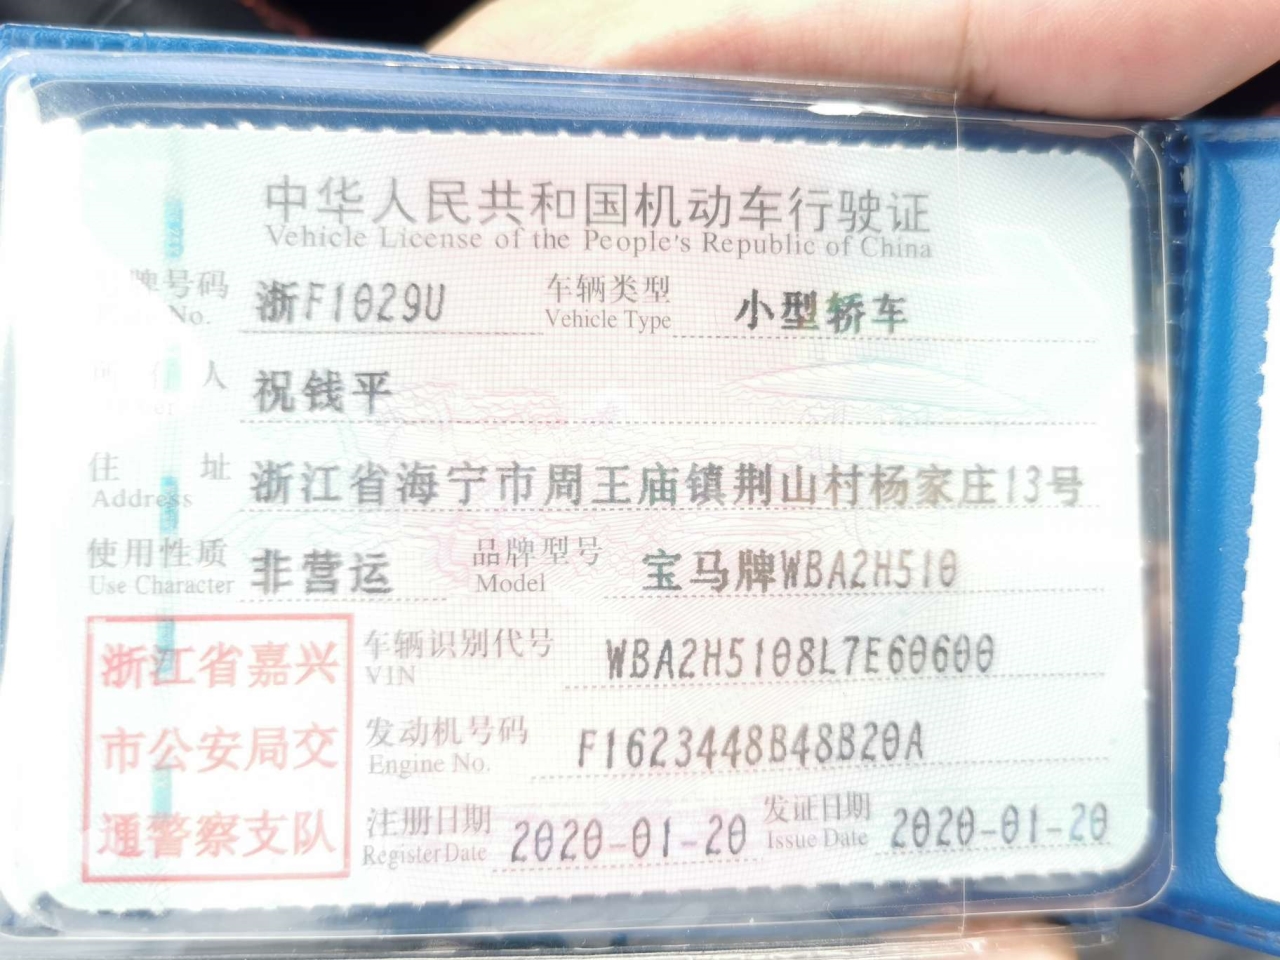 中华人民共和国机动车行驶证
Vehicle License of the People's Republic of China
牌号码 浙F1029U 车辆类型 小型轿车
No. Vehicle Type
人 祝钱平
住 址 浙江省海宁市周王庙镇荆山村杨家庄13号
Address
使用性质 非营运 品牌型号 宝马牌WBA2H510
Use Character Model
浙江省嘉兴
市公安局交
通警察支队
车辆识别代号 WBA2H5108L7E60600
VIN
发动机号码 F1623448B48B20A
Engine No.
注册日期 2020-01-20 发证日期 2020-01-20
Register Date Issue Date